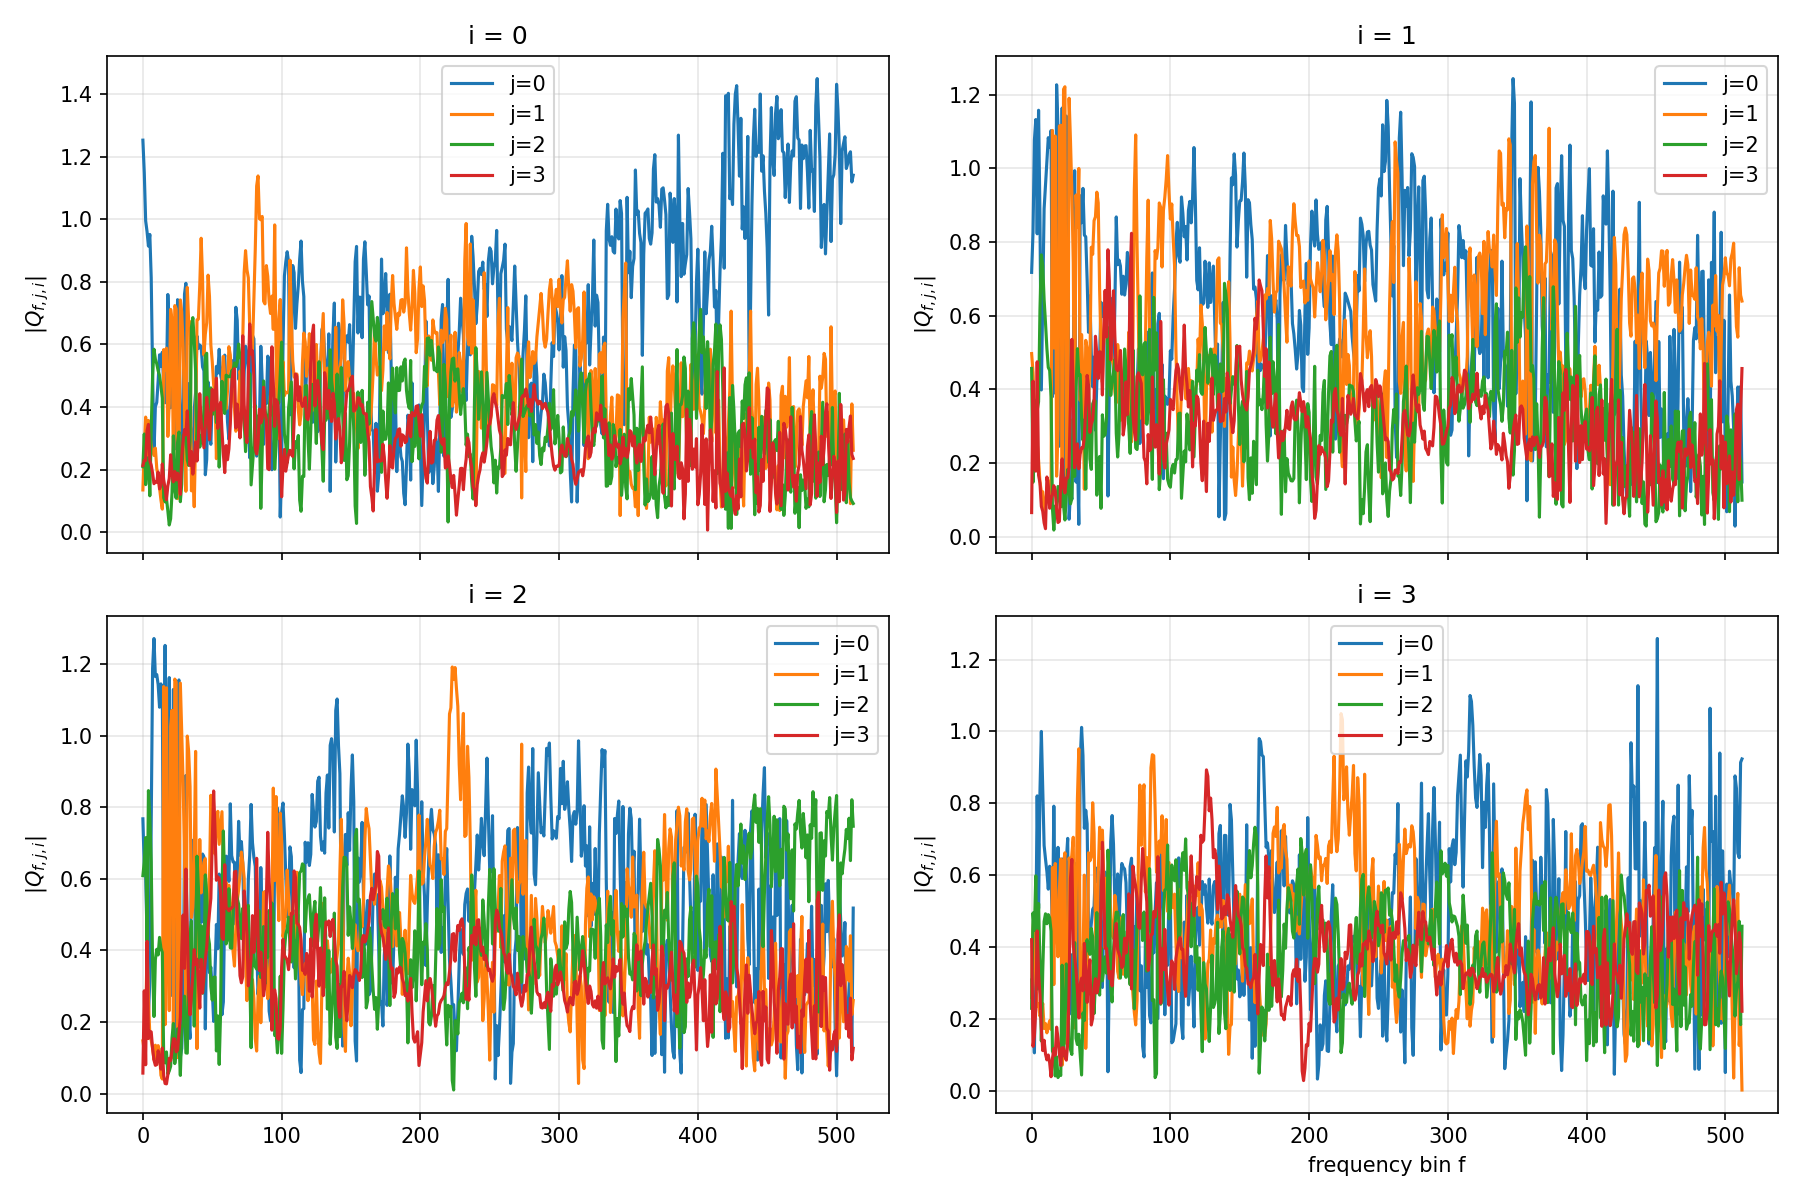 i = 0
|Q_{f,j,i}|
1.4
1.2
1.0
0.8
0.6
0.4
0.2
0.0
j=0
j=1
j=2
j=3
i = 1
|Q_{f,j,i}|
1.2
1.0
0.8
0.6
0.4
0.2
0.0
j=0
j=1
j=2
j=3
i = 2
|Q_{f,j,i}|
1.2
1.0
0.8
0.6
0.4
0.2
0.0
j=0
j=1
j=2
j=3
0 100 200 300 400 500
i = 3
|Q_{f,j,i}|
1.2
1.0
0.8
0.6
0.4
0.2
0.0
j=0
j=1
j=2
j=3
0 100 200 300 400 500
frequency bin f